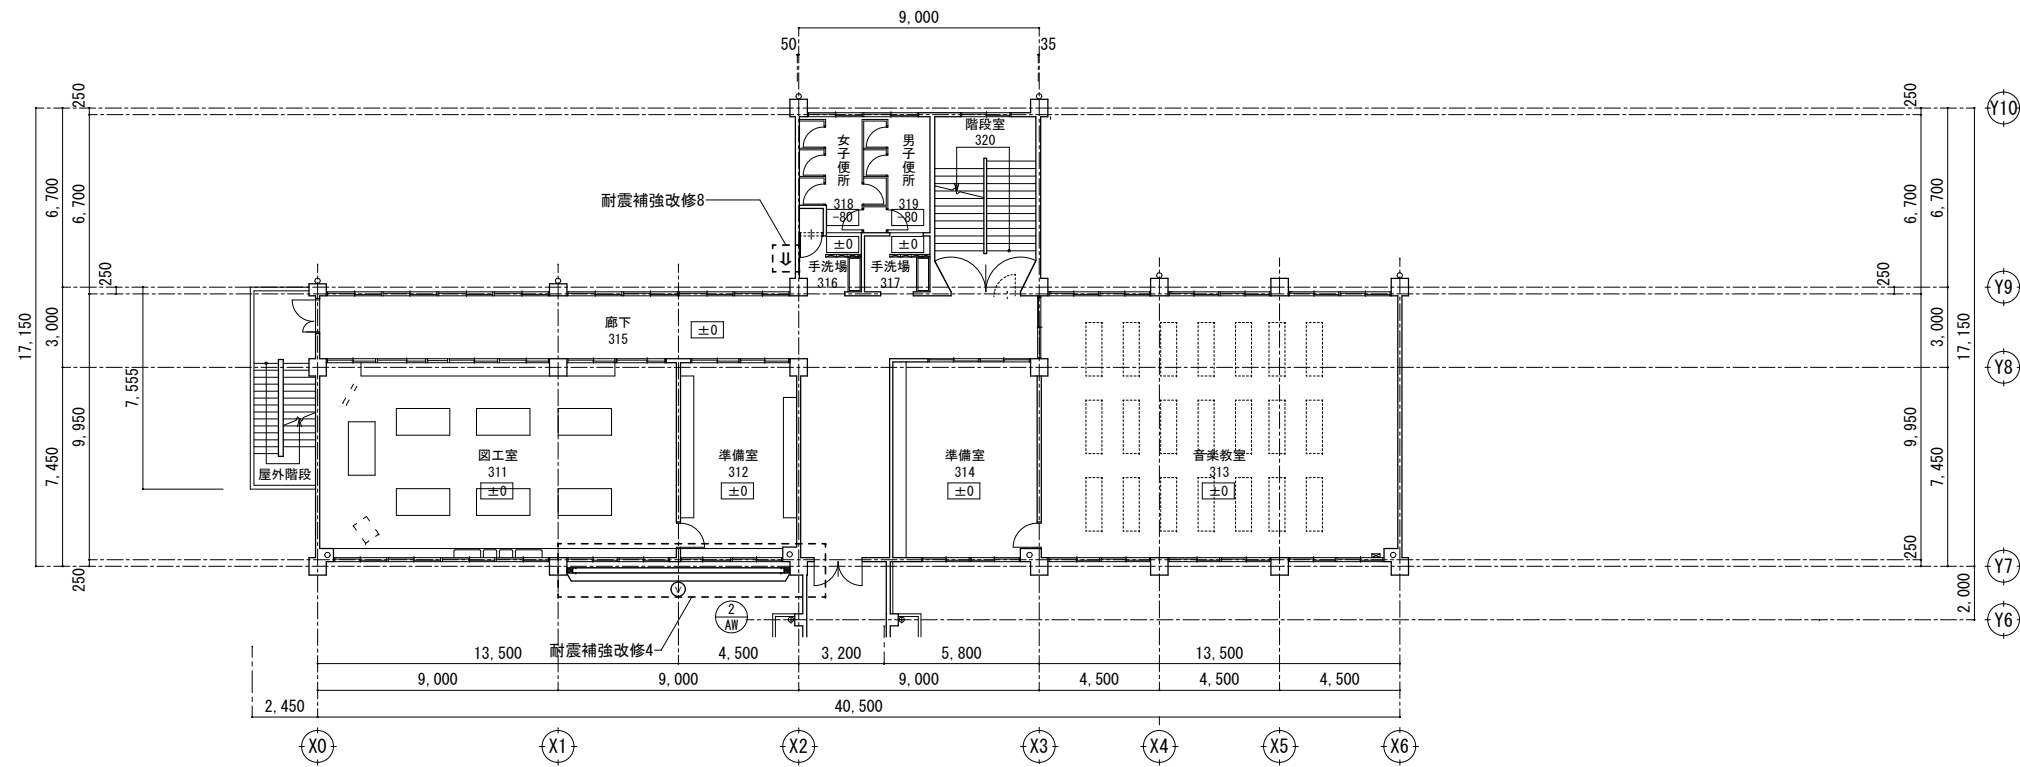 9,000
50
35
250
250
Y10
階段室
320
女子便所
男子便所
318
319
-80
-80
耐震補強改修8
±0
±0
手洗場
手洗場
316
317
6,700
6,700
6,700
6,700
250
250
Y9
廊下
315
±0
17,150
3,000
3,000
17,150
Y8
7,555
9,950
7,450
9,950
7,450
図工室
311
±0
準備室
312
±0
準備室
314
±0
音楽教室
313
±0
屋外階段
250
250
Y7
2,000
2
AW
Y6
耐震補強改修4
13,500
4,500
3,200
5,800
13,500
9,000
9,000
9,000
4,500
4,500
4,500
2,450
40,500
X0
X1
X2
X3
X4
X5
X6